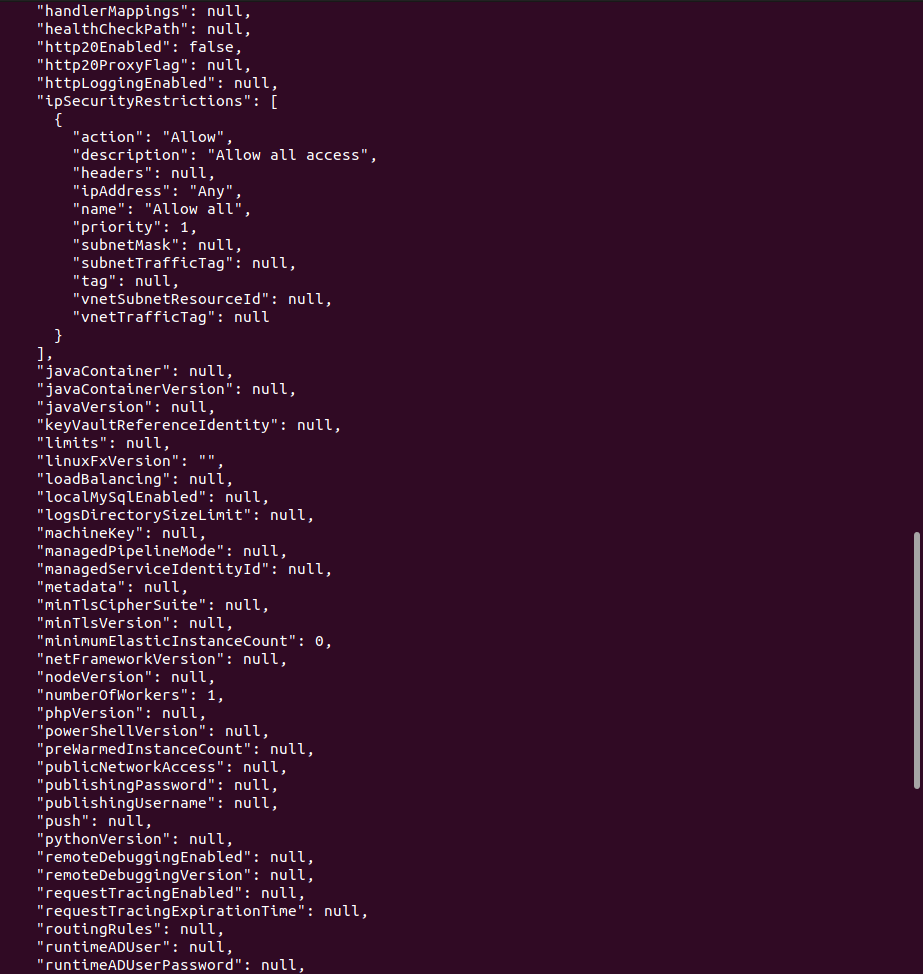 "handlerMappings": null,
"healthCheckPath": null,
"http20Enabled": false,
"http20ProxyFlag": null,
"httpLoggingEnabled": null,
"ipSecurityRestrictions": [
{
"action": "Allow",
"description": "Allow all access",
"headers": null,
"ipAddress": "Any",
"name": "Allow all",
"priority": 1,
"subnetMask": null,
"subnetTrafficTag": null,
"tag": null,
"vnetSubnetResourceId": null,
"vnetTrafficTag": null
}
],
"javaContainer": null,
"javaContainerVersion": null,
"javaVersion": null,
"keyVaultReferenceIdentity": null,
"limits": null,
"linuxFxVersion": "",
"loadBalancing": null,
"localMySqlEnabled": null,
"logsDirectorySizeLimit": null,
"machineKey": null,
"managedPipelineMode": null,
"managedServiceIdentityId": null,
"metadata": null,
"minTlsCipherSuite": null,
"minTlsVersion": null,
"minimumElasticInstanceCount": 0,
"netFrameworkVersion": null,
"nodeVersion": null,
"numberOfWorkers": 1,
"phpVersion": null,
"powerShellVersion": null,
"preWarmedInstanceCount": null,
"publicNetworkAccess": null,
"publishingPassword": null,
"publishingUsername": null,
"push": null,
"pythonVersion": null,
"remoteDebuggingEnabled": null,
"remoteDebuggingVersion": null,
"requestTracingEnabled": null,
"requestTracingExpirationTime": null,
"routingRules": null,
"runtimeADUser": null,
"runtimeADUserPassword": null,